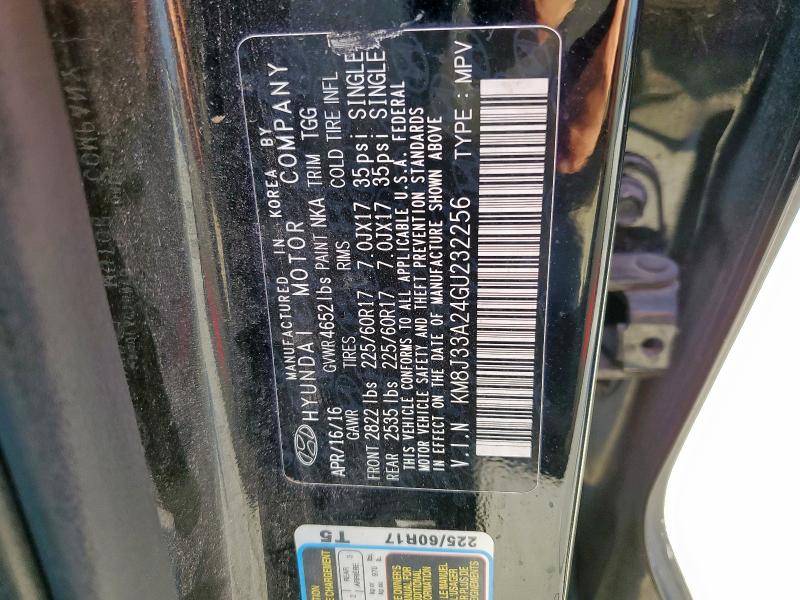 MANUFACTURED IN KOREA BY
HYUNDAI MOTOR COMPANY
APR/16/16 GVWR 4652 lbs PAINT NKA TRIM TGG
GAWR TIRES RIMS COLD TIRE INFL
FRONT 2822 lbs 225/60R17 7.0JX17 35psi SINGLE
REAR 2535 lbs 225/60R17 7.0JX17 35psi SINGLE
THIS VEHICLE CONFORMS TO ALL APPLICABLE U.S.A. FEDERAL
MOTOR VEHICLE SAFETY AND THEFT PREVENTION STANDARDS
IN EFFECT ON THE DATE OF MANUFACTURE SHOWN ABOVE
V.I.N KM8J33A24GU232256 TYPE : MPV
E CHARGEMENT
REAR
ARRIÈRE
T5
225/60R17